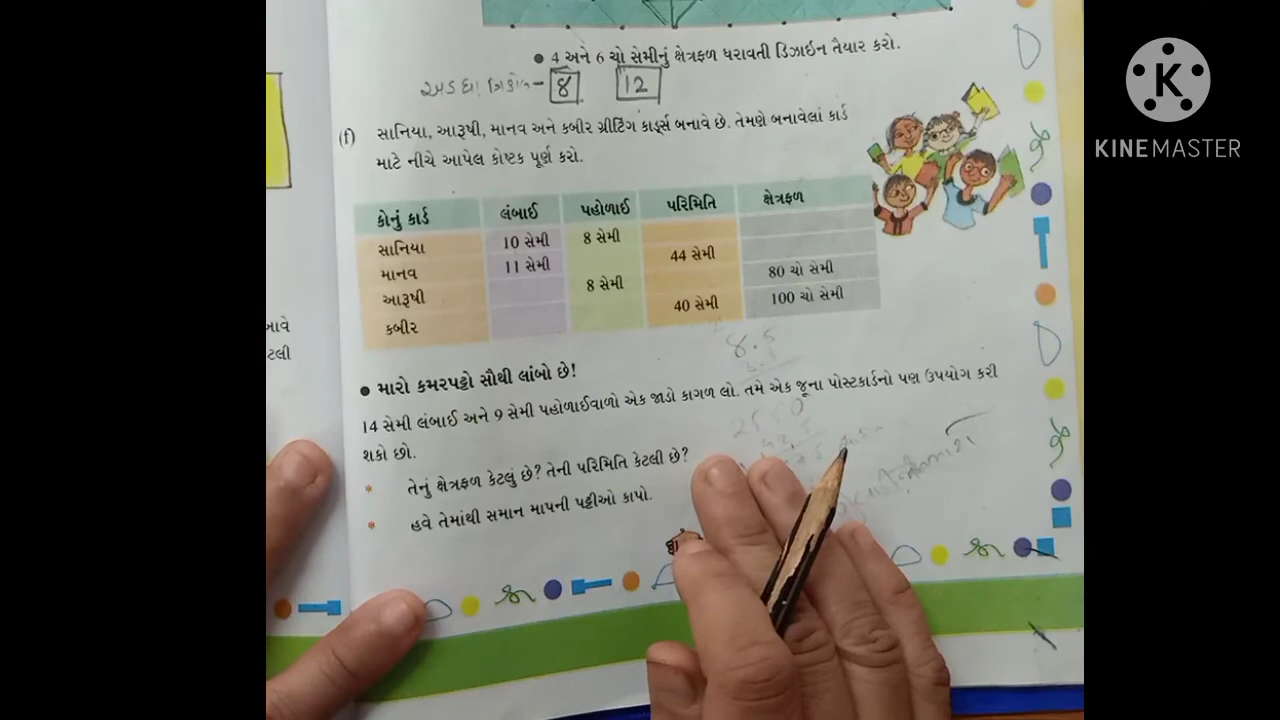 K
KINEMASTER
● 4 અને 6 ચો સેમીનું ક્ષેત્રફળ ધરાવતી ડિઝાઇન તૈયાર કરો.
8 12
(f) સાનિયા, આરૂષી, માનવ અને કબીર ગ્રીટિંગ કાર્ડ્સ બનાવે છે. તેમણે બનાવેલાં કાર્ડ
માટે નીચે આપેલ કોષ્ટક પૂર્ણ કરો.
કોનું કાર્ડ લંબાઈ પહોળાઈ પરિમિતિ ક્ષેત્રફળ
સાનિયા 10 સેમી 8 સેમી
માનવ 11 સેમી 44 સેમી
આરૂષી 8 સેમી 80 ચો સેમી
કબીર 40 સેમી 100 ચો સેમી
8.5
● મારો કમરપટ્ટો સૌથી લાંબો છે!
14 સેમી લંબાઈ અને 9 સેમી પહોળાઈવાળો એક જાડો કાગળ લો. તમે એક જૂના પોસ્ટકાર્ડનો પણ ઉપયોગ કરી
શકો છો.
* તેનું ક્ષેત્રફળ કેટલું છે? તેની પરિમિતિ કેટલી છે?
* હવે તેમાંથી સમાન માપની પટ્ટીઓ કાપો.